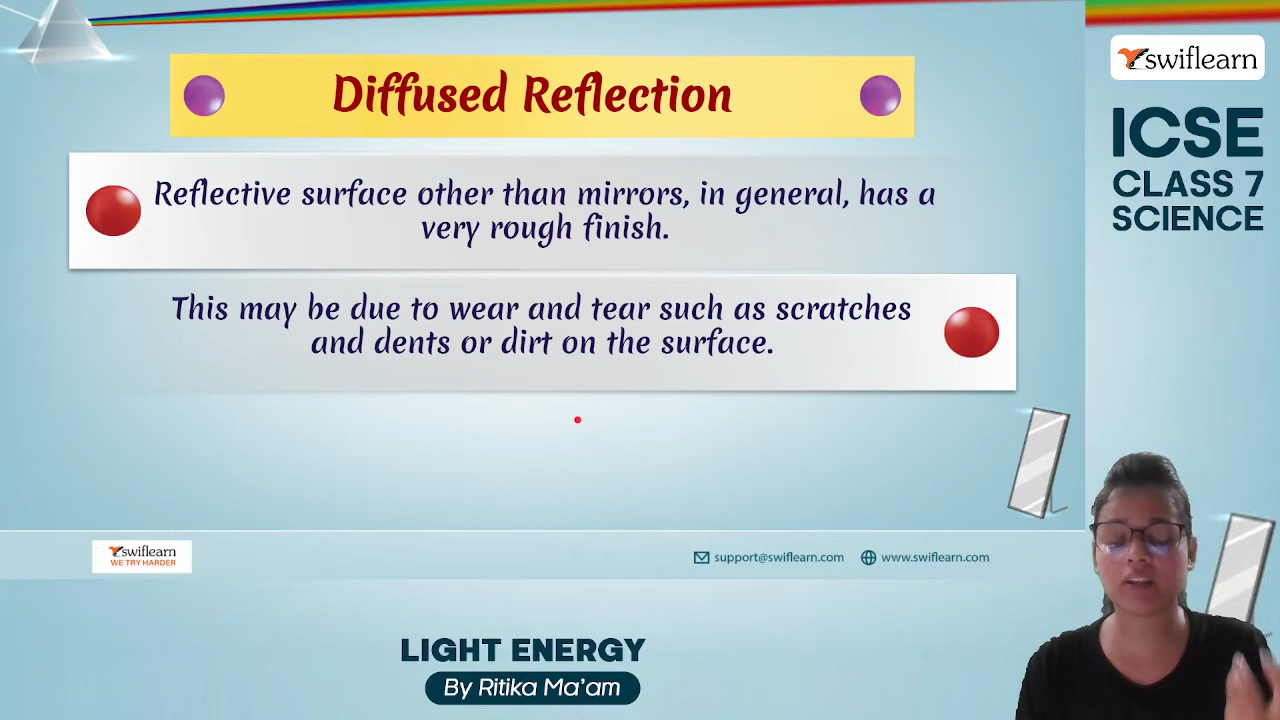 Diffused Reflection
Reflective surface other than mirrors, in general, has a
very rough finish.
This may be due to wear and tear such as scratches
and dents or dirt on the surface.
swiflearn
ICSE
CLASS 7
SCIENCE
swiflearn
WE TRY HARDER
support@swiflearn.com
www.swiflearn.com
LIGHT ENERGY
By Ritika Ma'am